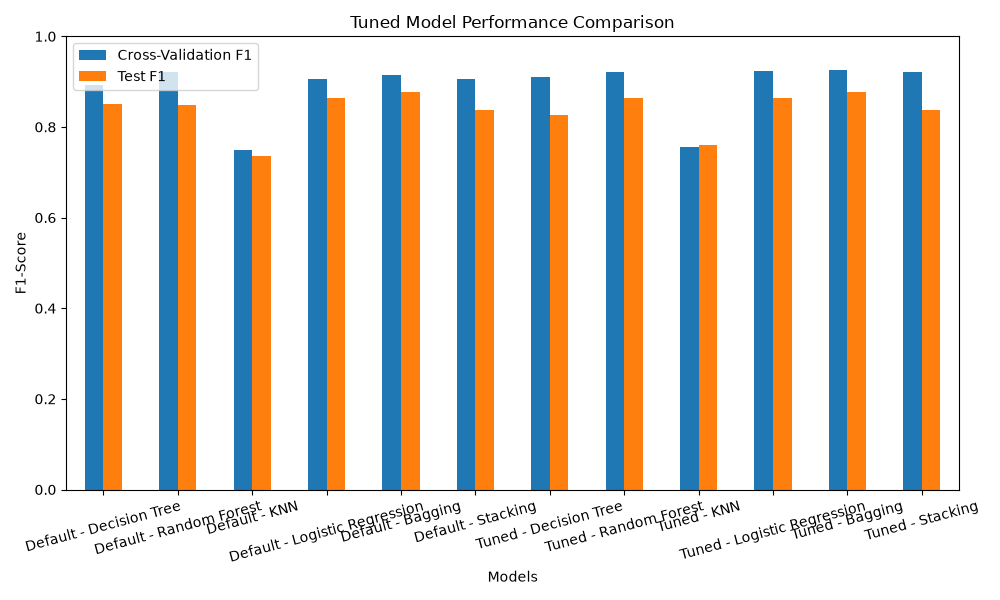 Tuned Model Performance Comparison
Cross-Validation F1
Test F1
1.0
0.8
0.6
0.4
0.2
0.0
F1-Score
Default - Decision Tree
Default - Random Forest
Default - KNN
Default - Logistic Regression
Default - Bagging
Default - Stacking
Tuned - Decision Tree
Tuned - Random Forest
Tuned - KNN
Tuned - Logistic Regression
Tuned - Bagging
Tuned - Stacking
Models